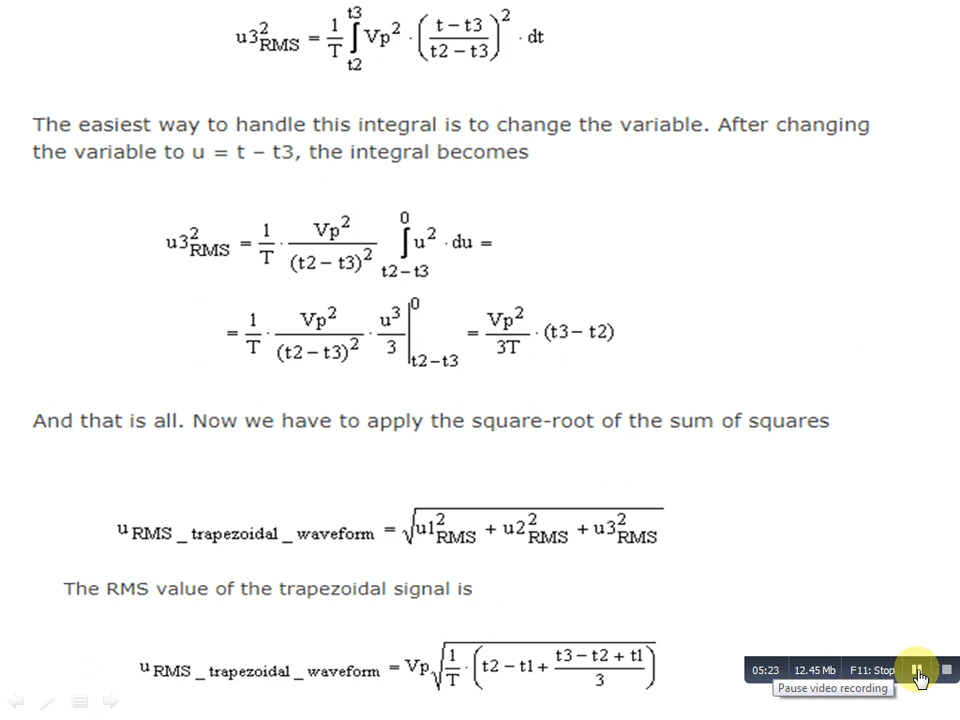 u3²RMS = 1/T ∫t2^t3 Vp² · ((t − t3)/(t2 − t3))² · dt
The easiest way to handle this integral is to change the variable. After changing
the variable to u = t – t3, the integral becomes
u3²RMS = 1/T · Vp²/(t2 − t3)² ∫t2−t3^0 u² · du =
= 1/T · Vp²/(t2 − t3)² · u³/3 |t2−t3^0 = Vp²/3T · (t3 − t2)
And that is all. Now we have to apply the square-root of the sum of squares
uRMS_trapezoidal_waveform = √(u1²RMS + u2²RMS + u3²RMS)
The RMS value of the trapezoidal signal is
uRMS_trapezoidal_waveform = Vp√(1/T · (t2 − t1 + (t3 − t2 + t1)/3))
05:23 12.45 Mb F11: Stop
Pause video recording